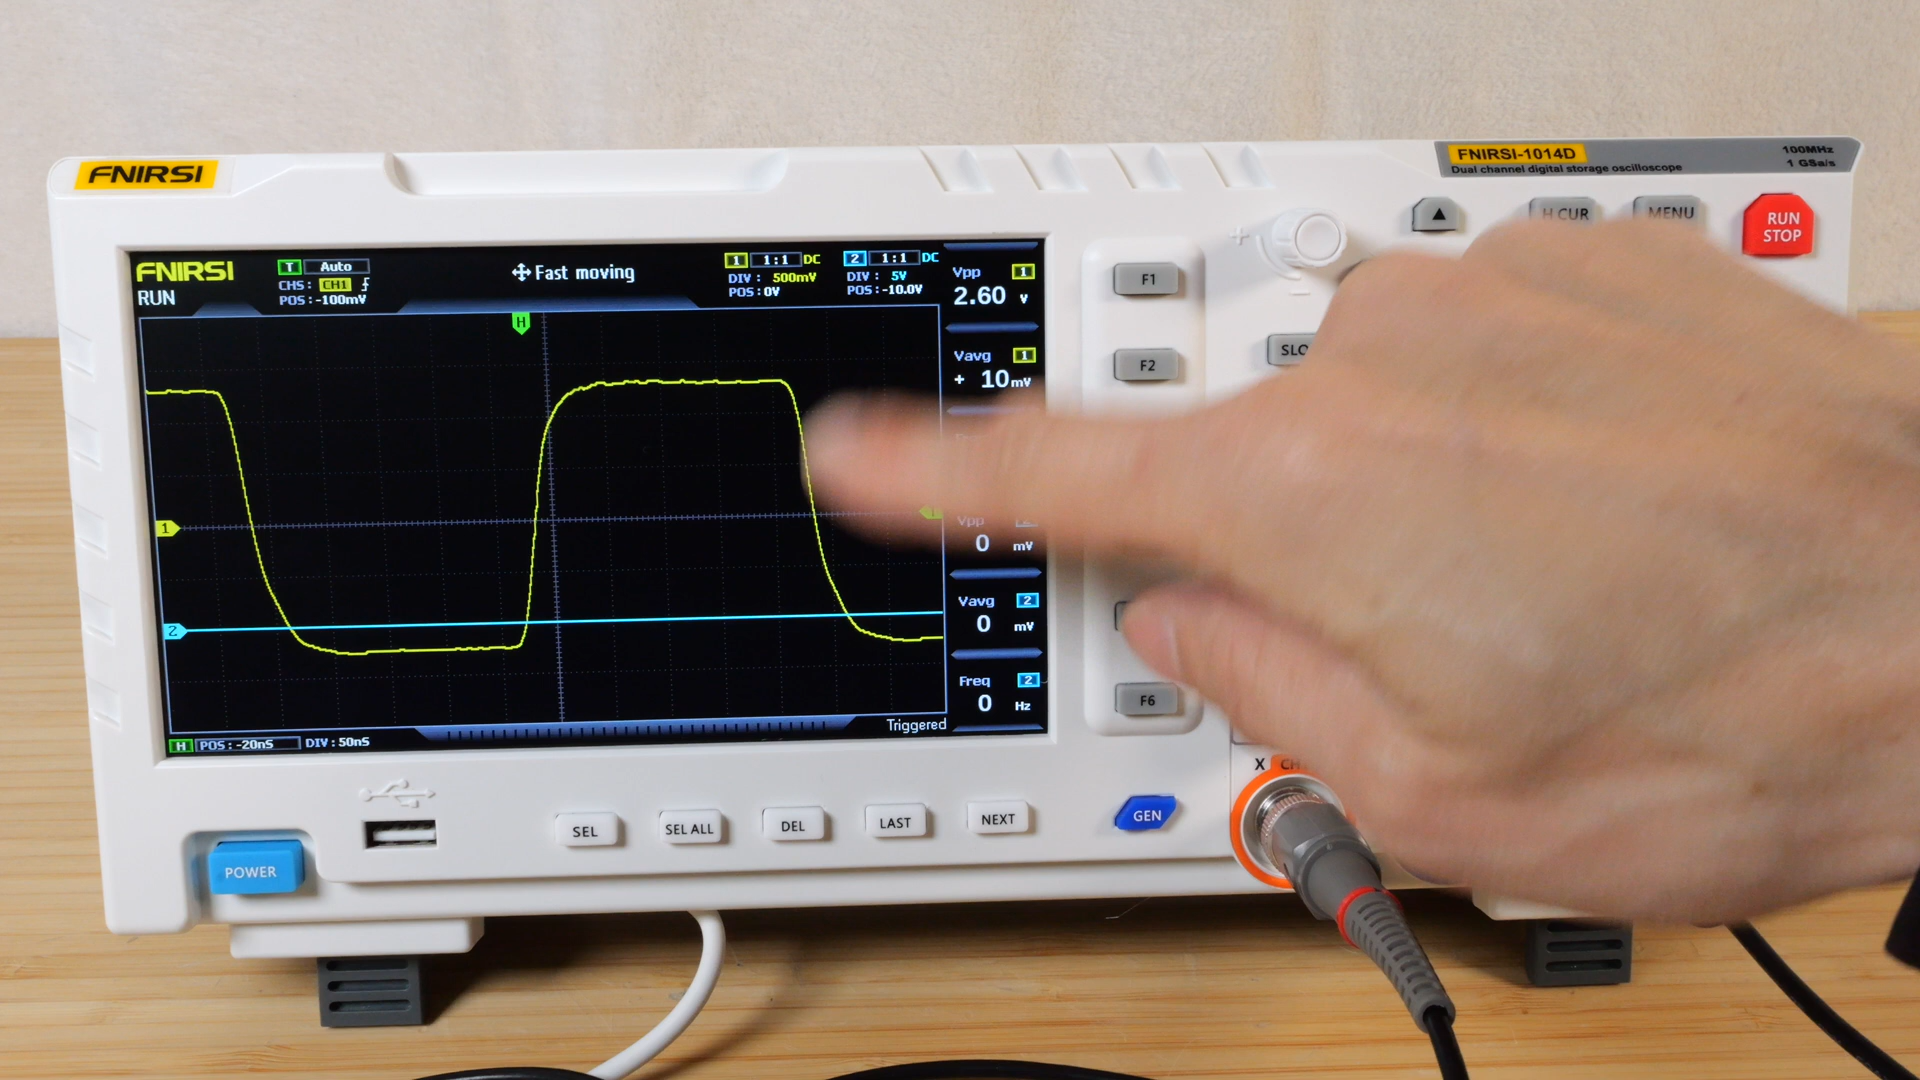 FNIRSI
FNIRSI-1014D
Dual channel digital storage oscilloscope
100MHz
1 GSa/s
H CUR
MENU
RUN
STOP
FNIRSI
RUN
T Auto
CHS: CH1
POS:-100mV
Fast moving
1 1:1 DC
DIV: 500mV
POS:0V
2 1:1 DC
DIV: 5V
POS:-10.0V
Vpp 1
2.60 V
Vavg 1
+ 10mV
H
1
2
Vpp
0 mV
Vavg 2
0 mV
Freq 2
0 Hz
Triggered
H POS:-20nS DIV:50nS
F1
F2
F6
+
−
X
POWER
SEL
SEL ALL
DEL
LAST
NEXT
GEN